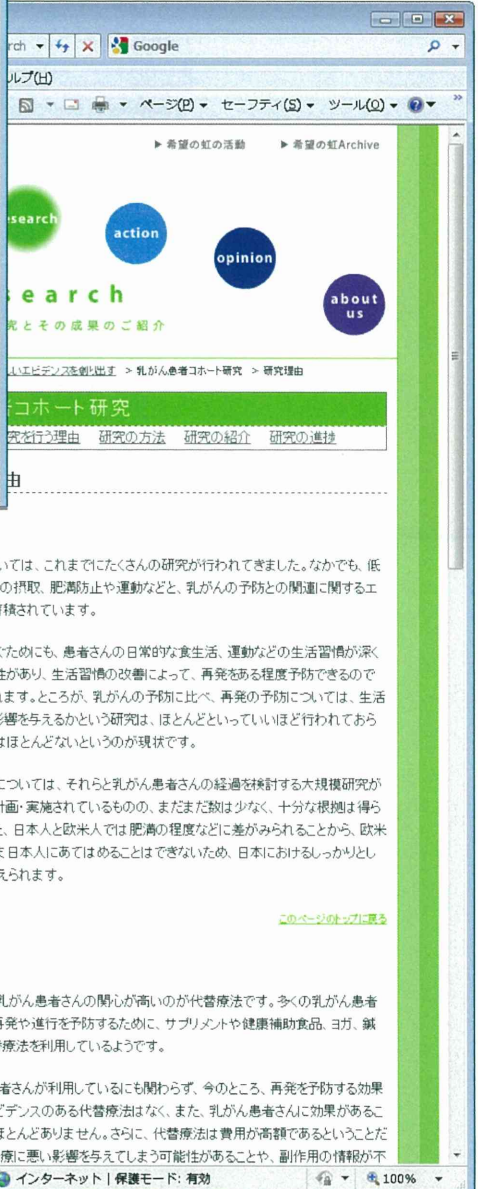 rch
Google
ルプ(H)
ページ(P) セーフティ(S) ツール(O)
▶ 希望の虹の活動 ▶ 希望の虹Archive
search
action
opinion
about us
search
究とその成果のご紹介
しいエビデンスを創り出す > 乳がん患者コホート研究 > 研究理由
者コホート研究
究を行う理由 研究の方法 研究の紹介 研究の進捗
由
いては、これまでにたくさんの研究が行われてきました。なかでも、低
の摂取、肥満防止や運動などと、乳がんの予防との関連に関するエ
蓄積されています。
ぐためにも、患者さんの日常的な食生活、運動などの生活習慣が深く
性があり、生活習慣の改善によって、再発をある程度予防できるので
れます。ところが、乳がんの予防に比べ、再発の予防については、生活
影響を与えるかという研究は、ほとんどといっていいほど行われておら
はほとんどないというのが現状です。
については、それらと乳がん患者さんの経過を検討する大規模研究が
計画・実施されているものの、まだまだ数は少なく、十分な根拠は得ら
た、日本人と欧米人では肥満の程度などに差がみられることから、欧米
ま日本人にあてはめることはできないため、日本におけるしっかりとし
えられます。
このページのトップに戻る
乳がん患者さんの関心が高いのが代替療法です。多くの乳がん患者
再発や進行を予防するために、サプリメントや健康補助食品、ヨガ、鍼
替療法を利用しているようです。
者さんが利用しているにも関わらず、今のところ、再発を予防する効果
ビデンスのある代替療法はなく、また、乳がん患者さんに効果があるこ
ほとんどありません。さらに、代替療法は費用が高額であるということだ
療に悪い影響を与えてしまう可能性があることや、副作用の情報が不
インターネット | 保護モード: 有効
100%